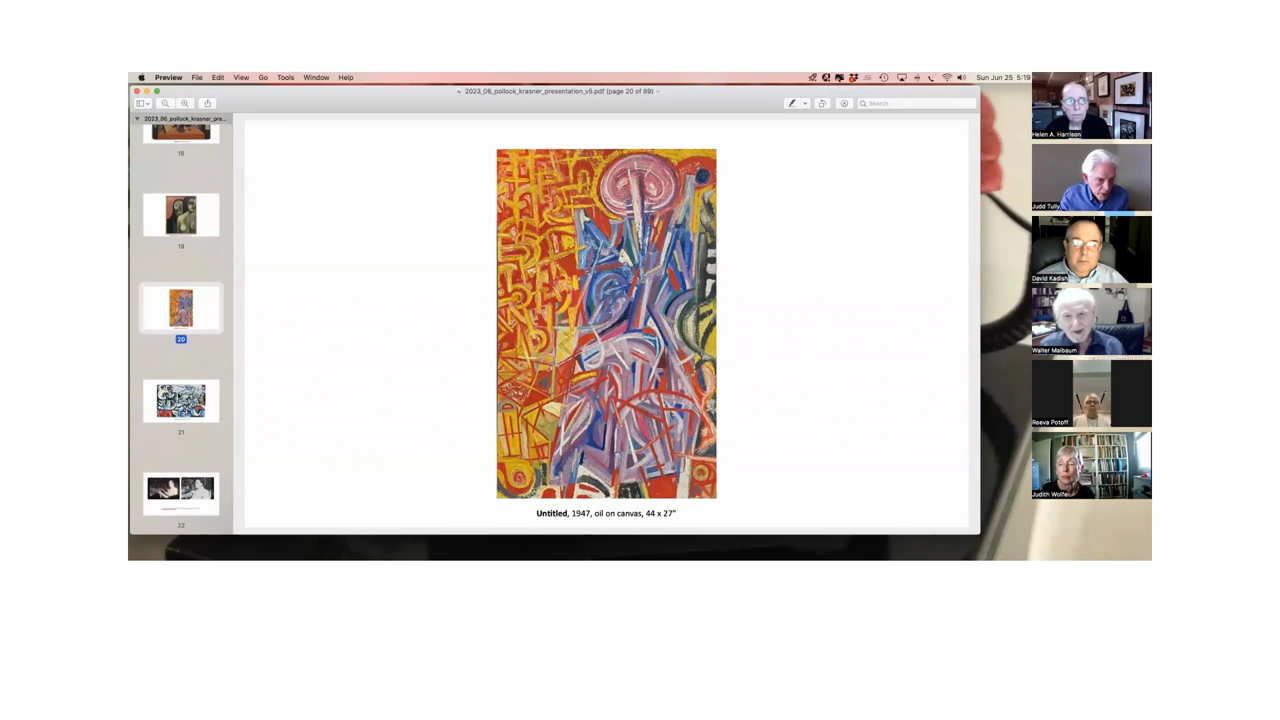 Preview File Edit View Go Tools Window Help
Sun Jun 25 5:19
2023_06_pollock_krasner_presentation_v6.pdf (page 20 of 89)
Search
2023_06_pollock_krasner_pre...
18
19
20
21
22
Untitled, 1947, oil on canvas, 44 x 27"
Helen A. Harrison
Judd Tully
David Kadish
Walter Maibaum
Reeva Potoff
Judith Wolfe